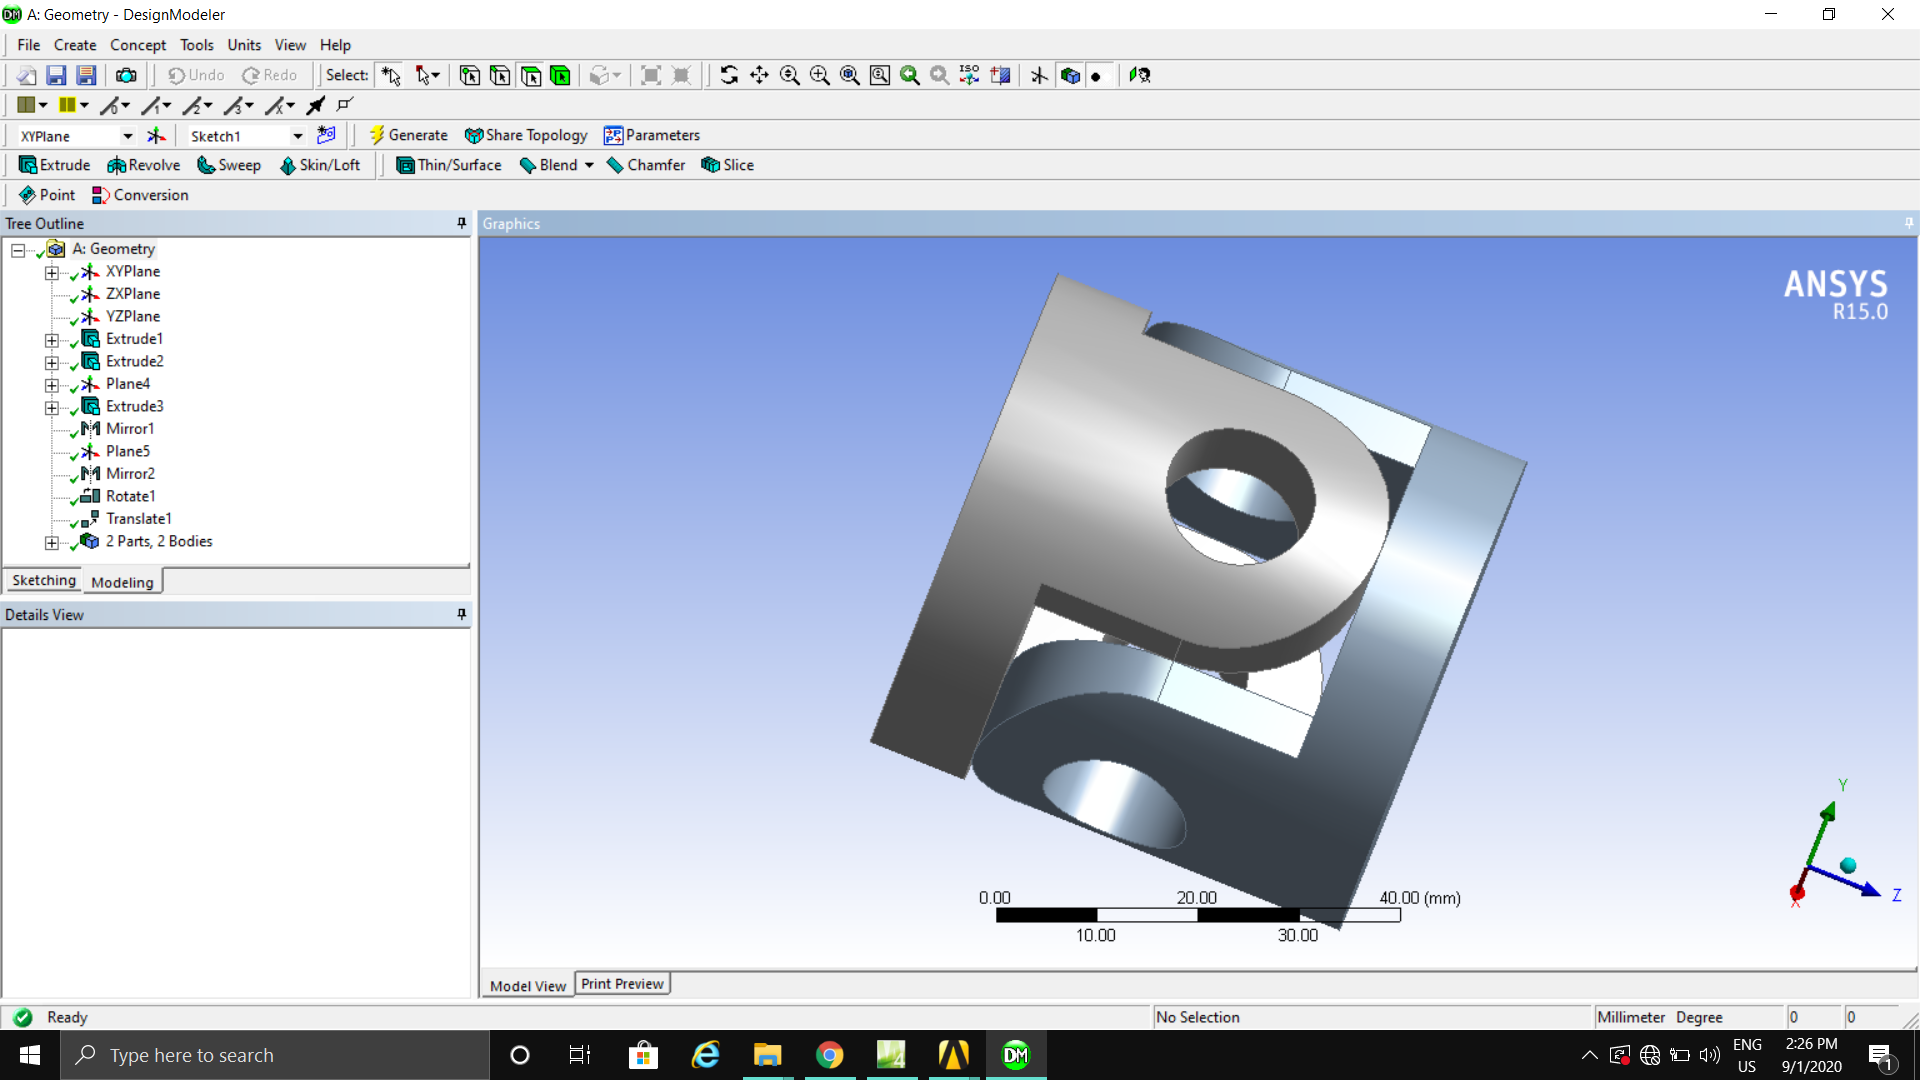 A: Geometry - DesignModeler
File Create Concept Tools Units View Help
Undo Redo Select: ISO
XYPlane Sketch1 Generate Share Topology Parameters
Extrude Revolve Sweep Skin/Loft Thin/Surface Blend Chamfer Slice
Point Conversion
Tree Outline
A: Geometry
XYPlane
ZXPlane
YZPlane
Extrude1
Extrude2
Plane4
Extrude3
Mirror1
Plane5
Mirror2
Rotate1
Translate1
2 Parts, 2 Bodies
Sketching Modeling
Details View
Graphics
ANSYS
R15.0
Y
Z
X
0.00 20.00 40.00 (mm)
10.00 30.00
Model View Print Preview
Ready No Selection Millimeter Degree 0 0
Type here to search
DM
ENG
US
2:26 PM
9/1/2020
1